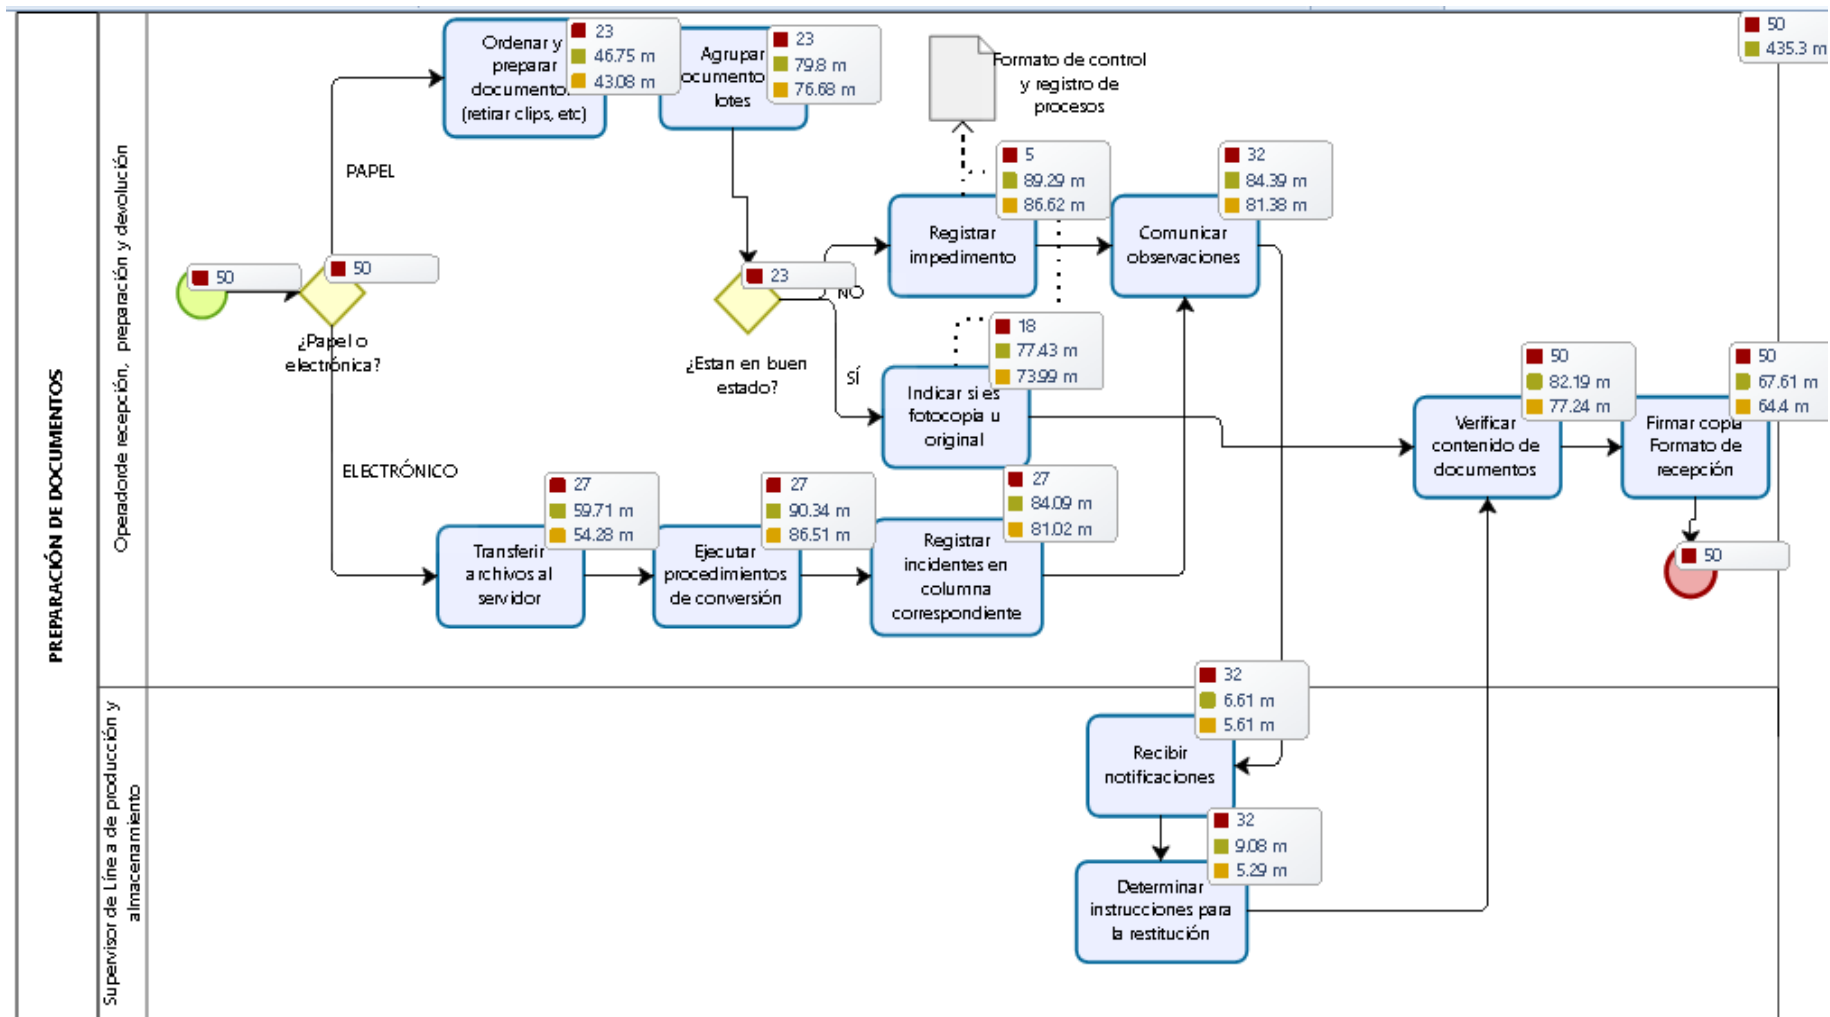 PREPARACIÓN DE DOCUMENTOS
Operadorde recepción, preparación y devolución
Supervisor de Línea de producción y
almacenamiento
50
435.3 m
50
50
¿Papel o
electrónica?
PAPEL
ELECTRÓNICO
Ordenar y
preparar
documento
(retirar clips, etc)
23
46.75 m
43.08 m
Agrupar
ocumento
lotes
23
79.8 m
76.68 m
23
¿Estan en buen
estado?
NO
SÍ
Formato de control
y registro de
procesos
Registrar
impedimento
5
89.29 m
86.62 m
Comunicar
observaciones
32
84.39 m
81.38 m
Indicar si es
fotocopia u
original
18
77.43 m
73.99 m
Transferir
archivos al
servidor
27
59.71 m
54.28 m
Ejecutar
procedimientos
de conversión
27
90.34 m
86.51 m
Registrar
incidentes en
columna
correspondiente
27
84.09 m
81.02 m
Verificar
contenido de
documentos
50
82.19 m
77.24 m
Firmar copia
Formato de
recepción
50
67.61 m
64.4 m
50
Recibir
notificaciones
32
6.61 m
5.61 m
Determinar
instrucciones para
la restitución
32
9.08 m
5.29 m